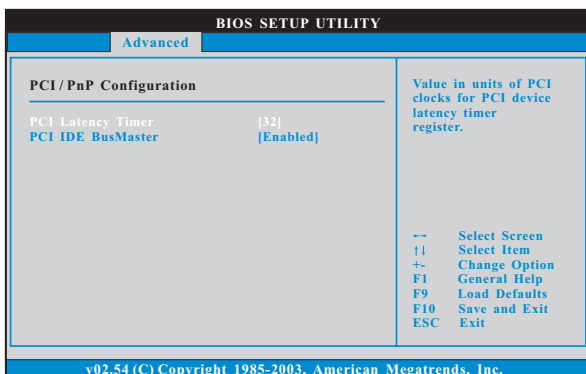 BIOS SETUP UTILITY
Advanced
PCI / PnP Configuration
PCI Latency Timer [32]
PCI IDE BusMaster [Enabled]
Value in units of PCI
clocks for PCI device
latency timer
register.
←→ Select Screen
↑↓ Select Item
+- Change Option
F1 General Help
F9 Load Defaults
F10 Save and Exit
ESC Exit
v02.54 (C) Copyright 1985-2003, American Megatrends, Inc.